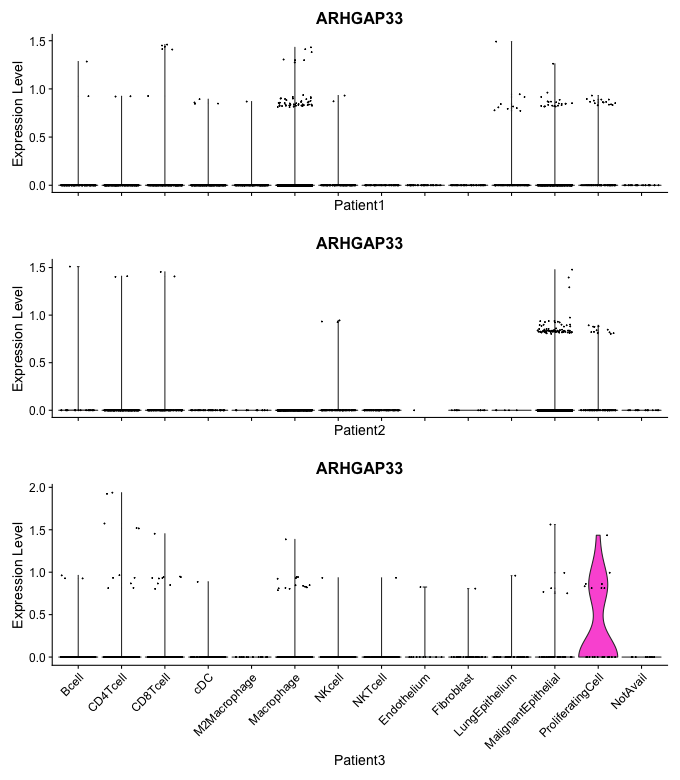 ARHGAP33
Expression Level
1.5
1.0
0.5
0.0
Patient1
ARHGAP33
Expression Level
1.5
1.0
0.5
0.0
Patient2
ARHGAP33
Expression Level
2.0
1.5
1.0
0.5
0.0
Bcell
CD4Tcell
CD8Tcell
cDC
M2Macrophage
Macrophage
NKcell
NKTcell
Endothelium
Fibroblast
LungEpithelium
MalignantEpithelial
ProliferatingCell
NotAvail
Patient3